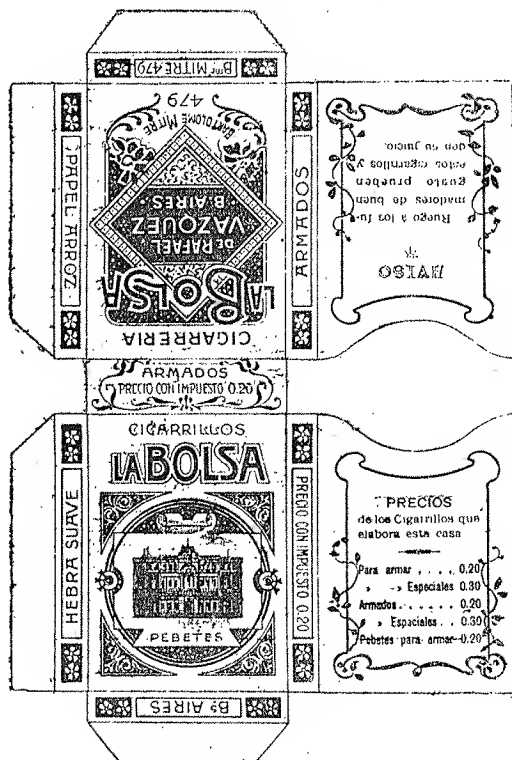 Bmé MITRE 479
479
BARTOLOMÉ MITRE
B. AIRES
VAZQUEZ
DE RAFAEL
LA BOLSA
CIGARRERIA
PAPEL ARROZ
ARMADOS
AVISO
Ruego á los fu-
madores de buen
gusto prueben
estos cigarrillos y
den su juicio.
ARMADOS
PRECIO CON IMPUESTO 0.20
CIGARRILLOS
LA BOLSA
PEBETES
HEBRA SUAVE
PRECIO CON IMPUESTO 0.20
Bs AIRES
PRECIOS
de los Cigarrillos que
elabora esta casa
Para armar . . . . 0.20
» - » Especiales 0.30
Armados . . . . . 0.20
» Especiales . . 0.30
Pebetes para armar 0.20